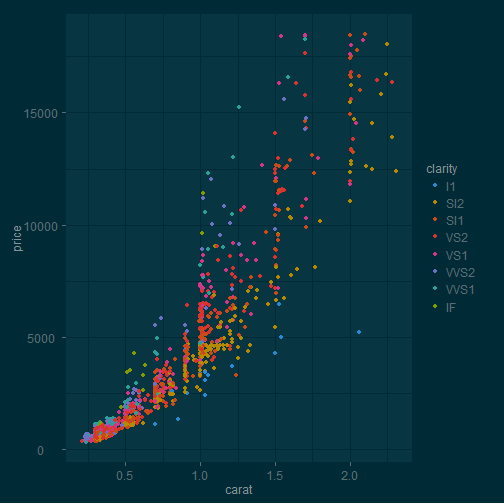 15000
10000
5000
0
price
0.5
1.0
1.5
2.0
carat
clarity
I1
SI2
SI1
VS2
VS1
VVS2
VVS1
IF